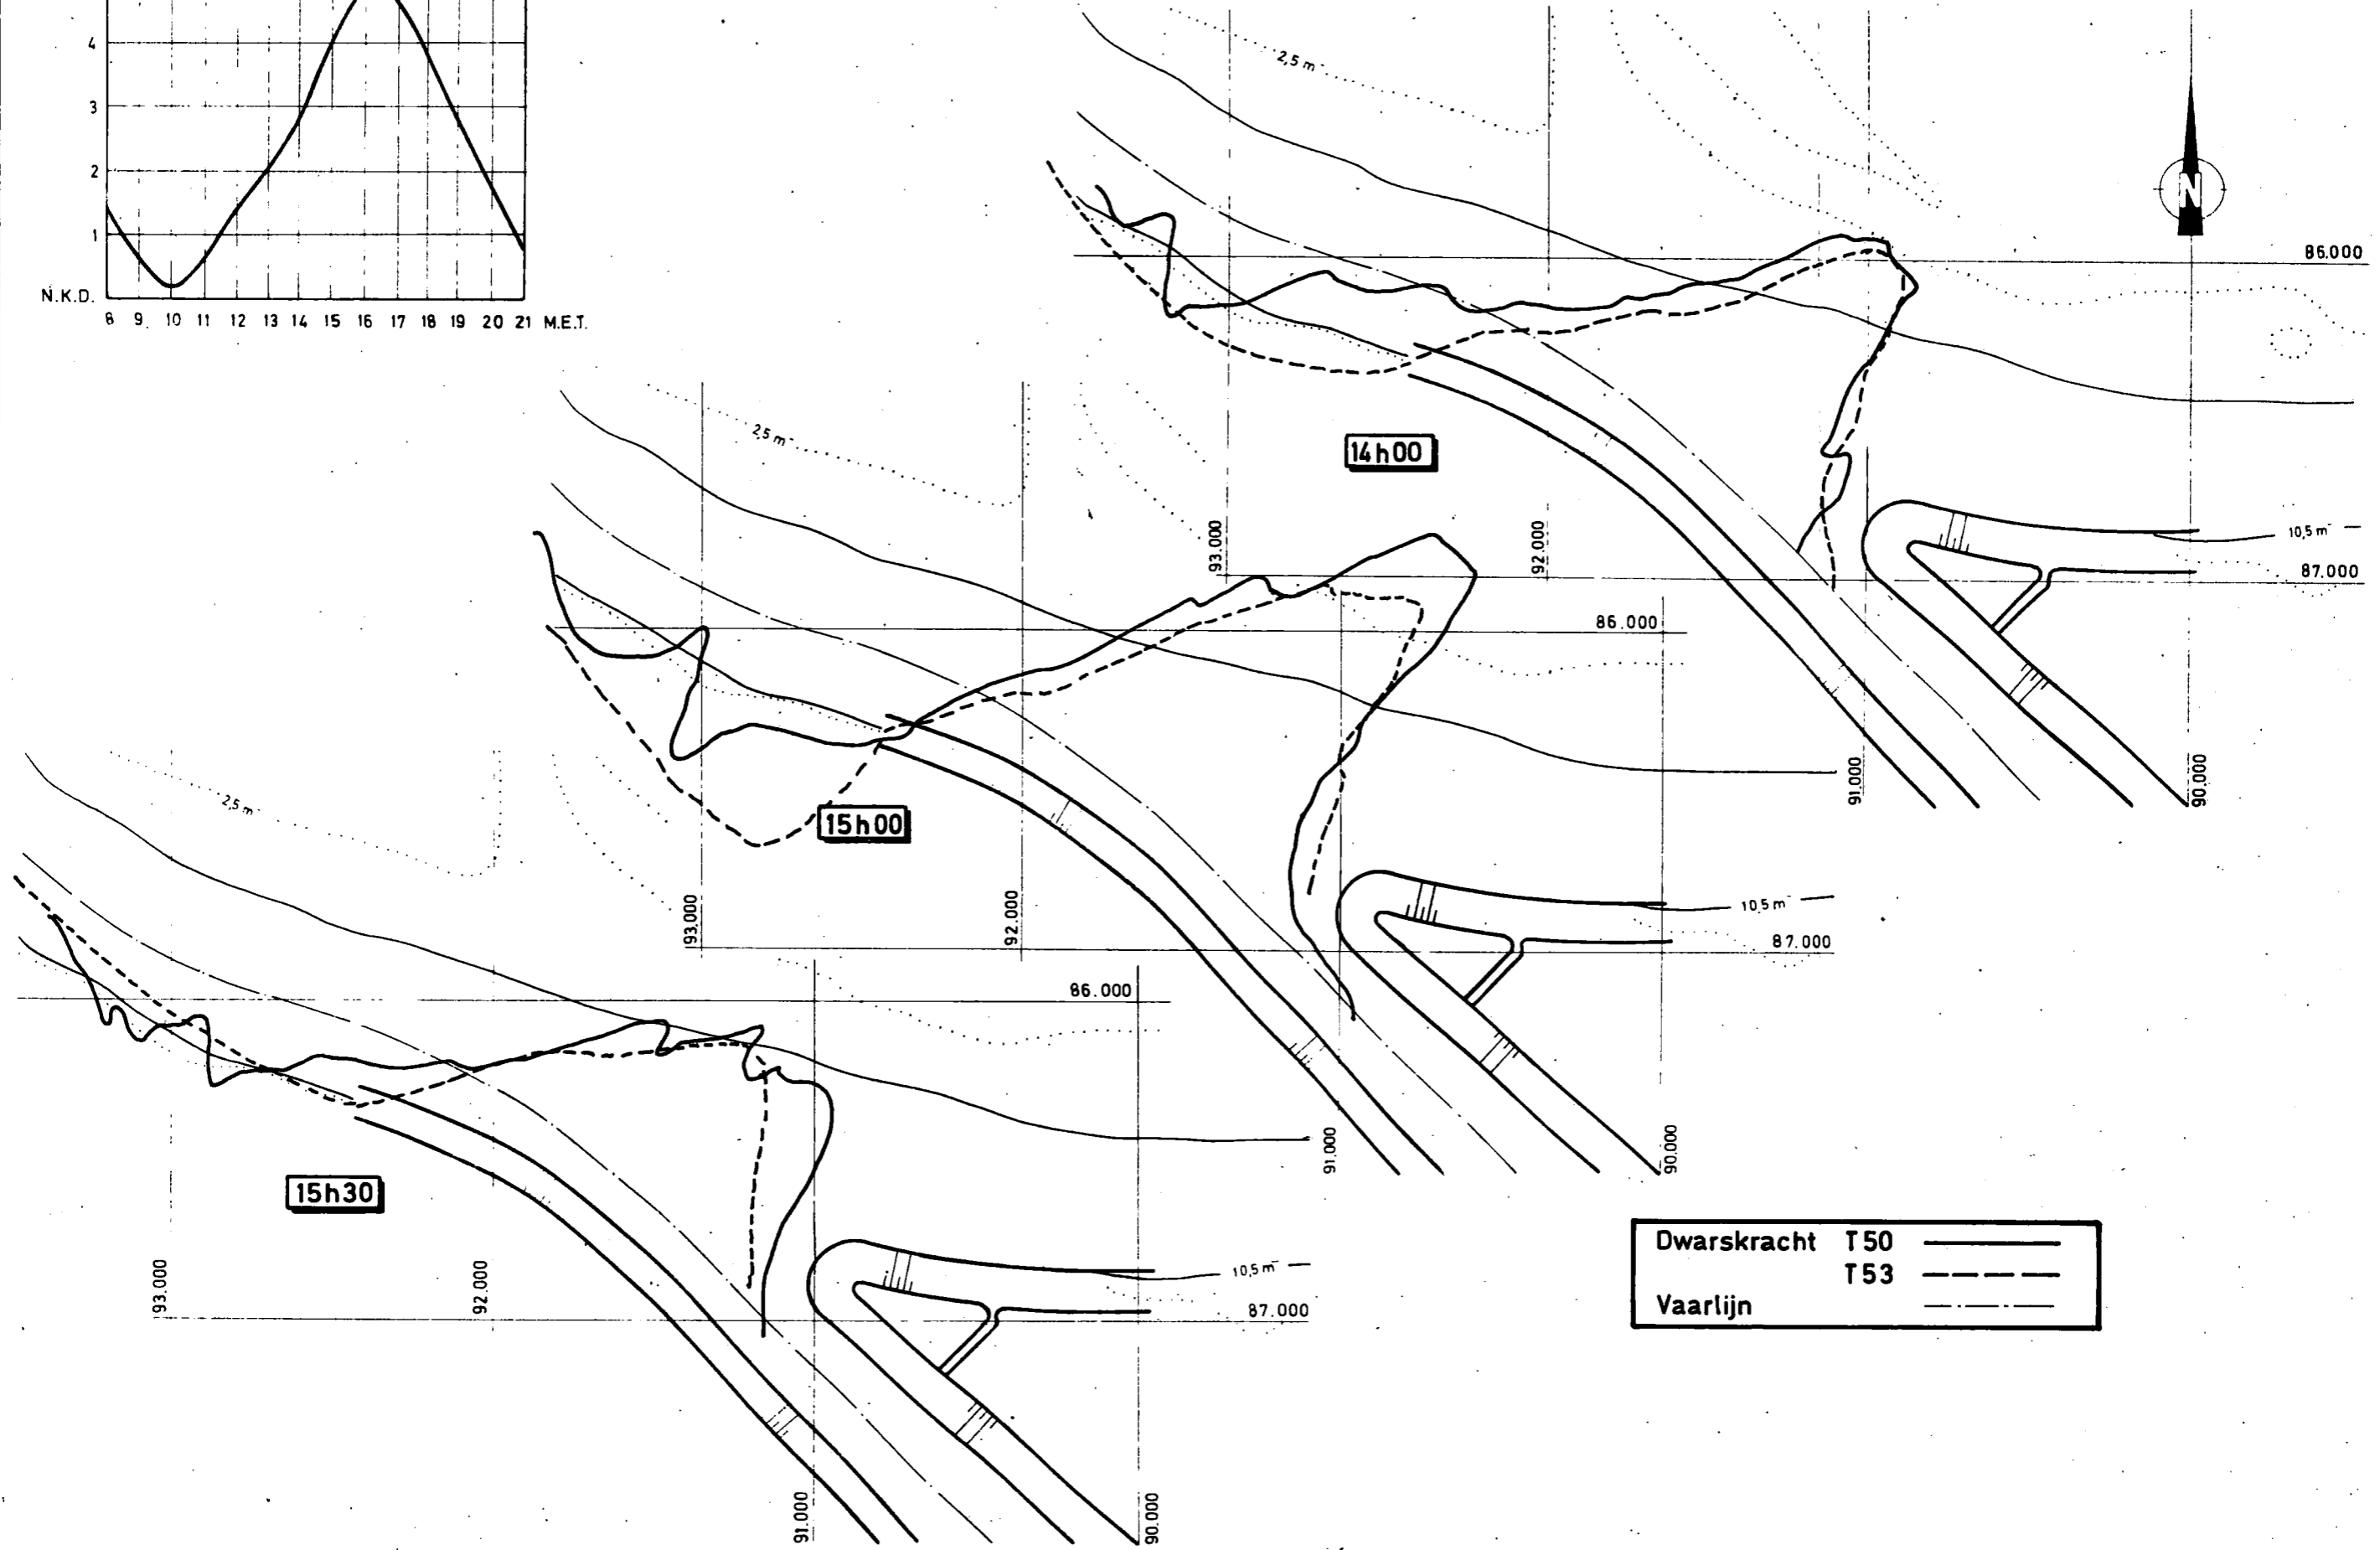 4
3
2
1
N.K.D.
8 9 10 11 12 13 14 15 16 17 18 19 20 21 M.E.T.
2,5 m
N
86.000
14h00
93.000
92.000
10,5 m
87.000
91.000
90.000
2,5 m
86.000
15h00
93.000
92.000
10,5 m
87.000
91.000
90.000
2,5 m
86.000
15h30
93.000
92.000
10,5 m
87.000
91.000
90.000
Dwarskracht T50
T53
Vaarlijn